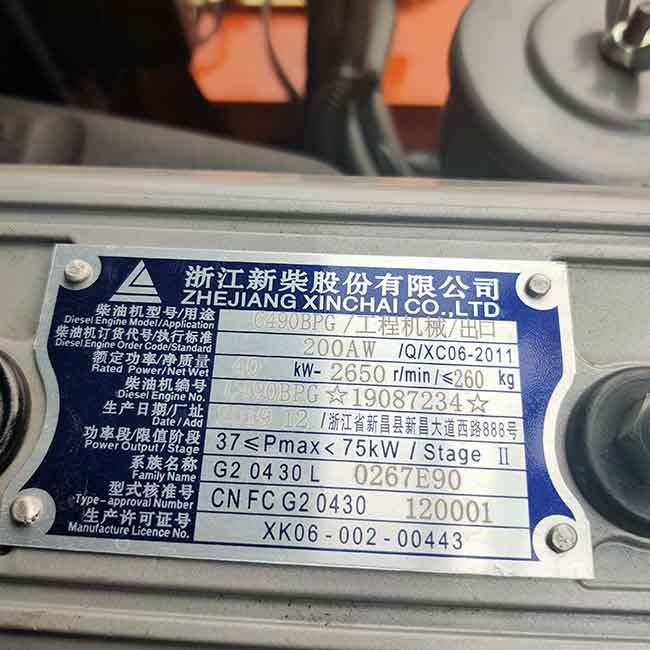 浙江新柴股份有限公司
ZHEJIANG XINCHAI CO.,LTD
柴油机型号/用途 C490BPG/工程机械/出口
Diesel Engine Model/Application
柴油机订货代号/执行标准 200AW /Q/XC06-2011
Diesel Engine Order Code/Standard
额定功率/净质量 40 kW- 2650 r/min/≤260 kg
Rated Power/Net Wet
柴油机编号 C490BPG☆19087234☆
Diesel Engine No.
生产日期/厂址 12 /浙江省新昌县新昌大道西路888号
Date / Add
功率段/限值阶段 37≤Pmax<75kW / Stage Ⅱ
Power Output / Stage
系族名称 G2 0430 L 0267E90
Family Name
型式核准号 CN FC G2 0430 120001
Type-approval Number
生产许可证号 XK06-002-00443
Manufacture Licence No.